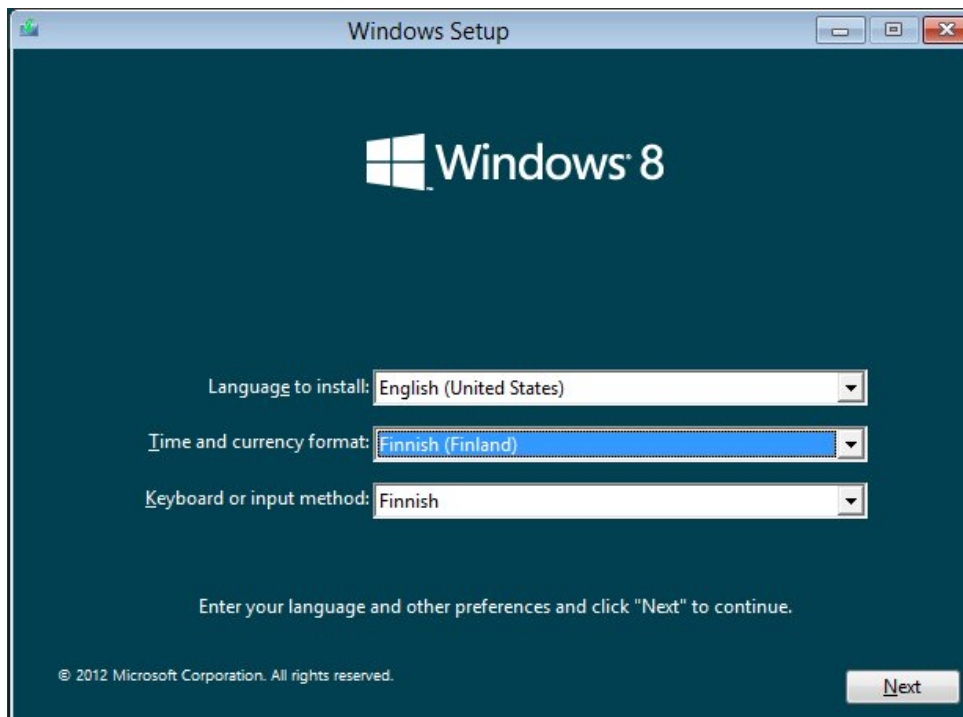 Windows Setup
Windows® 8
Language to install: English (United States)
Time and currency format: Finnish (Finland)
Keyboard or input method: Finnish
Enter your language and other preferences and click "Next" to continue.
© 2012 Microsoft Corporation. All rights reserved.
Next